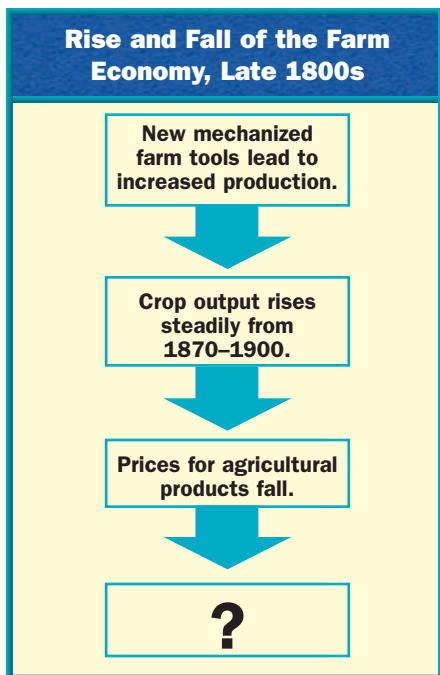 Rise and Fall of the Farm
Economy, Late 1800s
New mechanized
farm tools lead to
increased production.
Crop output rises
steadily from
1870–1900.
Prices for agricultural
products fall.
?